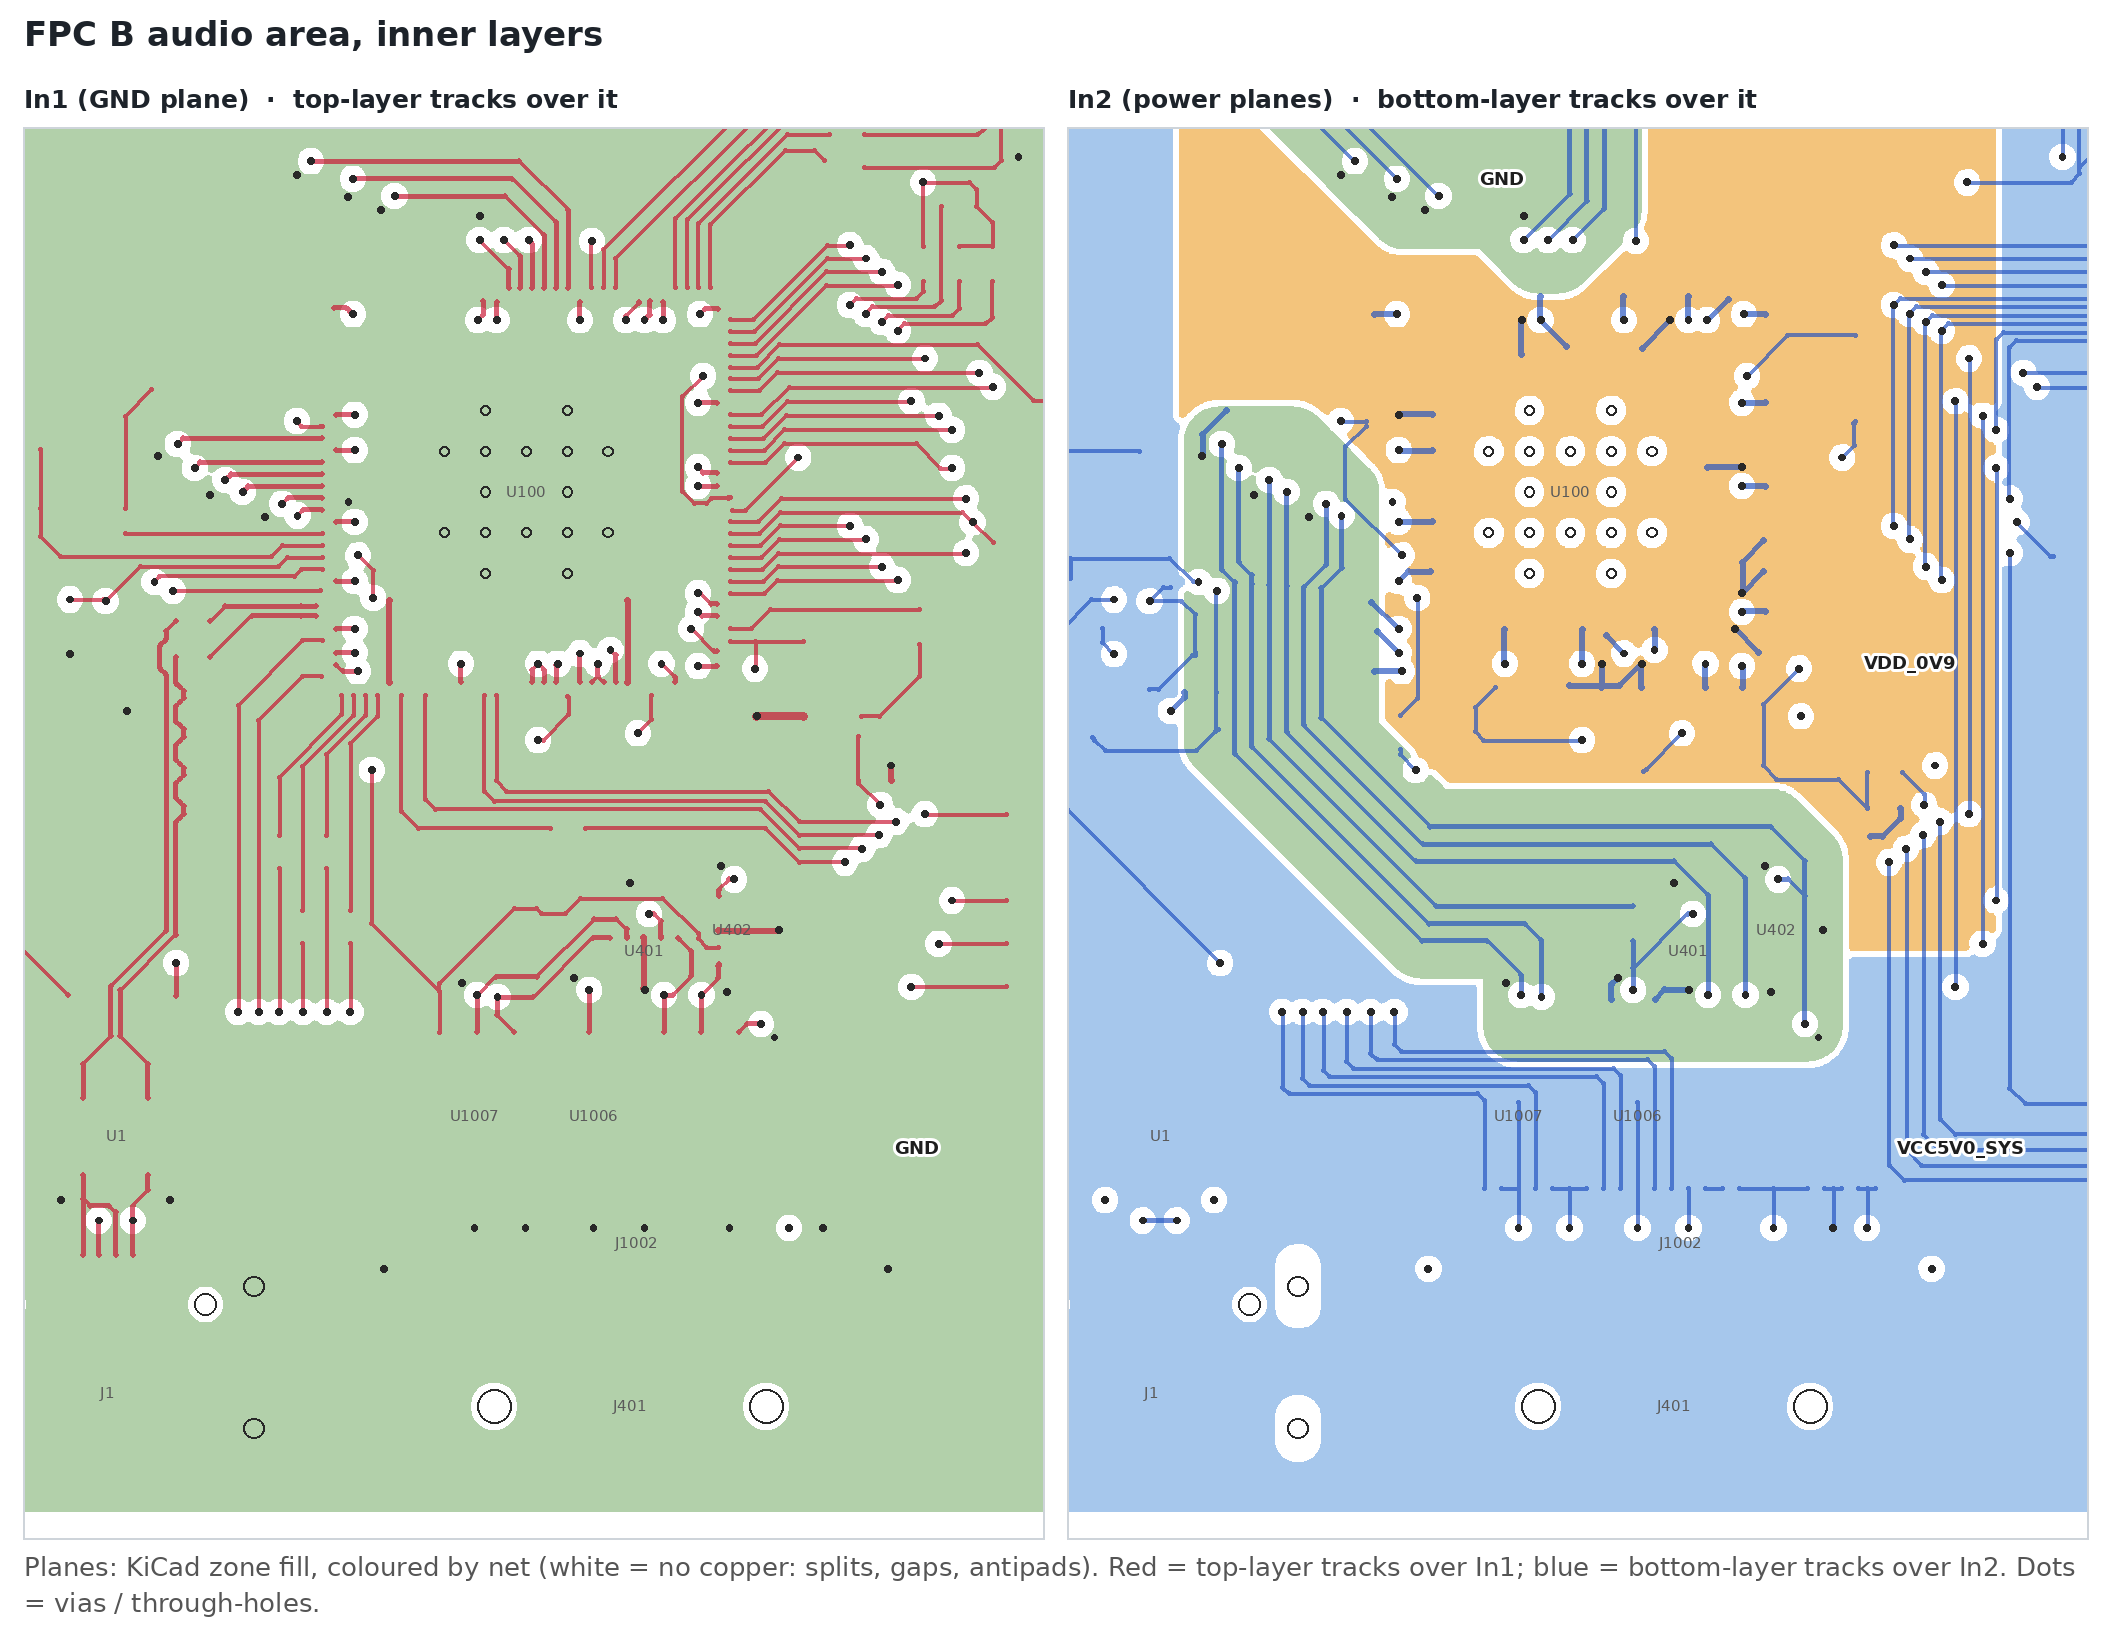 FPC B audio area, inner layers
In1 (GND plane)  ·  top-layer tracks over it
In2 (power planes)  ·  bottom-layer tracks over it
GND
U100
U100
VDD_0V9
U402
U401
U402
U401
U1007
U1006
U1007
U1006
U1
GND
U1
VCC5V0_SYS
J1002
J1002
J1
J401
J1
J401
Planes: KiCad zone fill, coloured by net (white = no copper: splits, gaps, antipads). Red = top-layer tracks over In1; blue = bottom-layer tracks over In2. Dots
= vias / through-holes.